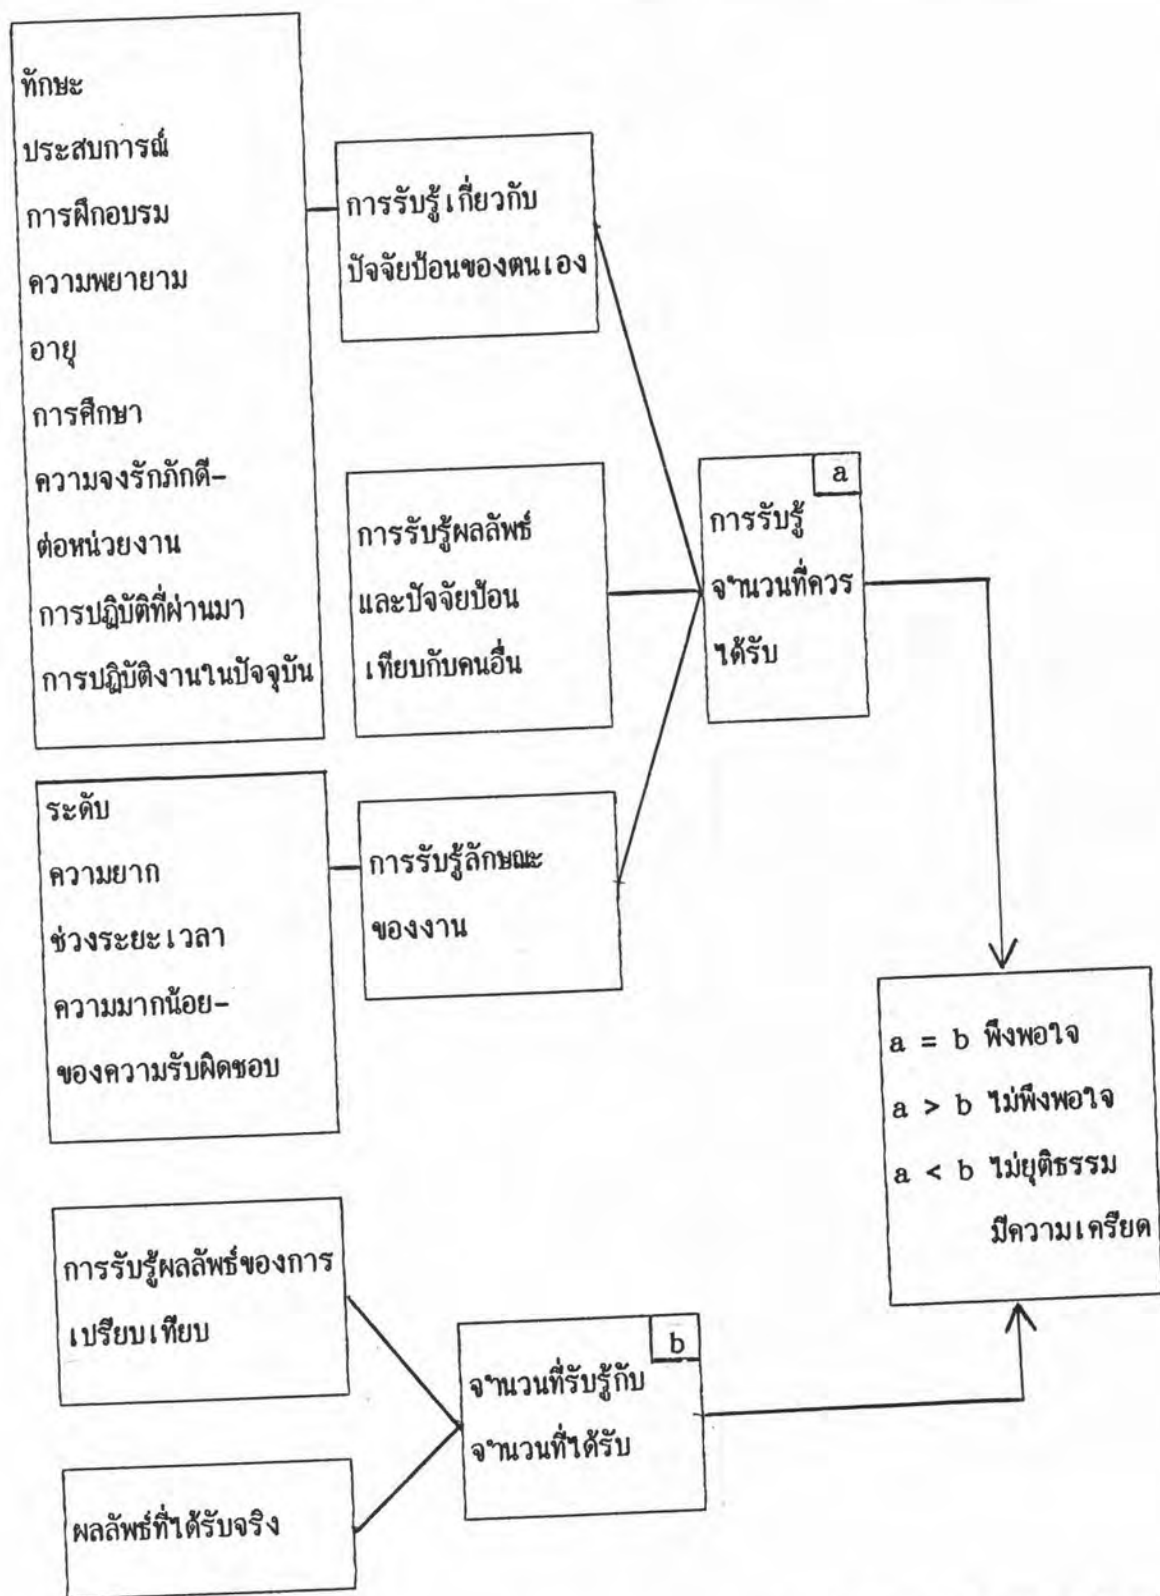 ทักษะ
ประสบการณ์
การฝึกอบรม
ความพยายาม
อายุ
การศึกษา
ความจงรักภักดี-
ต่อหน่วยงาน
การปฏิบัติที่ผ่านมา
การปฏิบัติงานในปัจจุบัน
การรับรู้เกี่ยวกับ
ปัจจัยป้อนของตนเอง
การรับรู้ผลลัพธ์
และปัจจัยป้อน
เทียบกับคนอื่น
a
การรับรู้
จำนวนที่ควร
ได้รับ
ระดับ
ความยาก
ช่วงระยะเวลา
ความมากน้อย-
ของความรับผิดชอบ
การรับรู้ลักษณะ
ของงาน
a = b พึงพอใจ
a > b ไม่พึงพอใจ
a < b ไม่ยุติธรรม
มีความเครียด
การรับรู้ผลลัพธ์ของการ
เปรียบเทียบ
b
จำนวนที่รับรู้กับ
จำนวนที่ได้รับ
ผลลัพธ์ที่ได้รับจริง